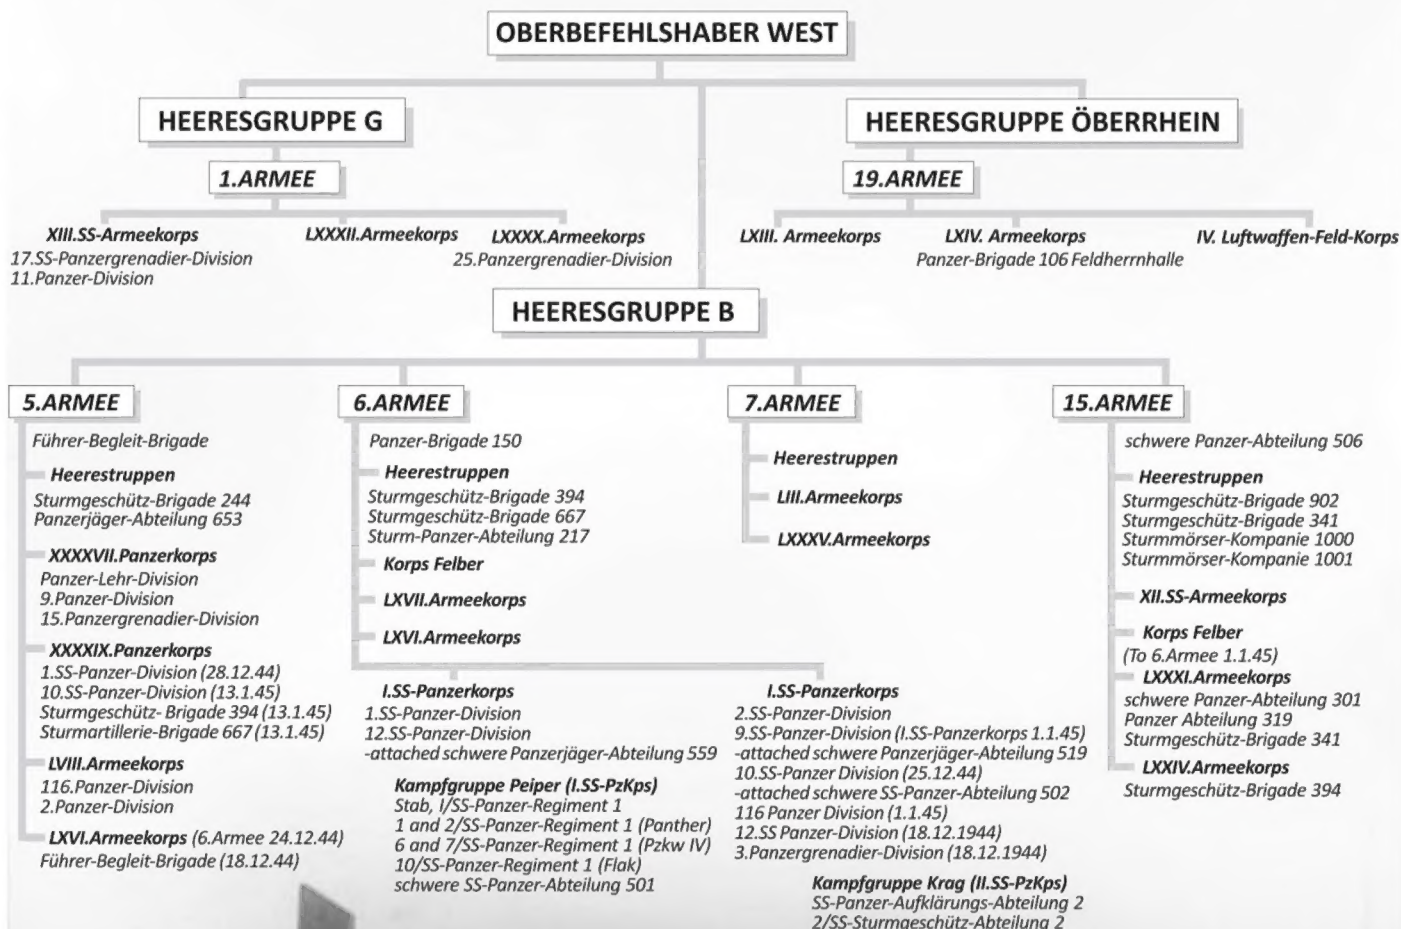 OBERBEFEHLSHABER WEST
HEERESGRUPPE G
HEERESGRUPPE ÖBERRHEIN
1.ARMEE
19.ARMEE
XIII.SS-Armeekorps
17.SS-Panzergrenadier-Division
11.Panzer-Division
LXXXII.Armeekorps
LXXXX.Armeekorps
25.Panzergrenadier-Division
LXIII. Armeekorps
LXIV. Armeekorps
Panzer-Brigade 106 Feldherrnhalle
IV. Luftwaffen-Feld-Korps
HEERESGRUPPE B
5.ARMEE
Führer-Begleit-Brigade
Heerestruppen
Sturmgeschütz-Brigade 244
Panzerjäger-Abteilung 653
XXXXVII.Panzerkorps
Panzer-Lehr-Division
9.Panzer-Division
15.Panzergrenadier-Division
XXXXIX.Panzerkorps
1.SS-Panzer-Division (28.12.44)
10.SS-Panzer-Division (13.1.45)
Sturmgeschütz- Brigade 394 (13.1.45)
Sturmartillerie-Brigade 667 (13.1.45)
LVIII.Armeekorps
116.Panzer-Division
2.Panzer-Division
LXVI.Armeekorps (6.Armee 24.12.44)
Führer-Begleit-Brigade (18.12.44)
6.ARMEE
Panzer-Brigade 150
Heerestruppen
Sturmgeschütz-Brigade 394
Sturmgeschütz-Brigade 667
Sturm-Panzer-Abteilung 217
Korps Felber
LXVII.Armeekorps
LXVI.Armeekorps
I.SS-Panzerkorps
1.SS-Panzer-Division
12.SS-Panzer-Division
-attached schwere Panzerjäger-Abteilung 559
Kampfgruppe Peiper (I.SS-PzKps)
Stab, I/SS-Panzer-Regiment 1
1 and 2/SS-Panzer-Regiment 1 (Panther)
6 and 7/SS-Panzer-Regiment 1 (Pzkw IV)
10/SS-Panzer-Regiment 1 (Flak)
schwere SS-Panzer-Abteilung 501
I.SS-Panzerkorps
2.SS-Panzer-Division
9.SS-Panzer-Division (I.SS-Panzerkorps 1.1.45)
-attached schwere Panzerjäger-Abteilung 519
10.SS-Panzer Division (25.12.44)
-attached schwere SS-Panzer-Abteilung 502
116 Panzer Division (1.1.45)
12.SS Panzer-Division (18.12.1944)
3.Panzergrenadier-Division (18.12.1944)
Kampfgruppe Krag (II.SS-PzKps)
SS-Panzer-Aufklärungs-Abteilung 2
2/SS-Sturmgeschütz-Abteilung 2
7.ARMEE
Heerestruppen
LIII.Armeekorps
LXXXV.Armeekorps
15.ARMEE
schwere Panzer-Abteilung 506
Heerestruppen
Sturmgeschütz-Brigade 902
Sturmgeschütz-Brigade 341
Sturmmörser-Kompanie 1000
Sturmmörser-Kompanie 1001
XII.SS-Armeekorps
Korps Felber
(To 6.Armee 1.1.45)
LXXXI.Armeekorps
schwere Panzer-Abteilung 301
Panzer Abteilung 319
Sturmgeschütz-Brigade 341
LXXIV.Armeekorps
Sturmgeschütz-Brigade 394